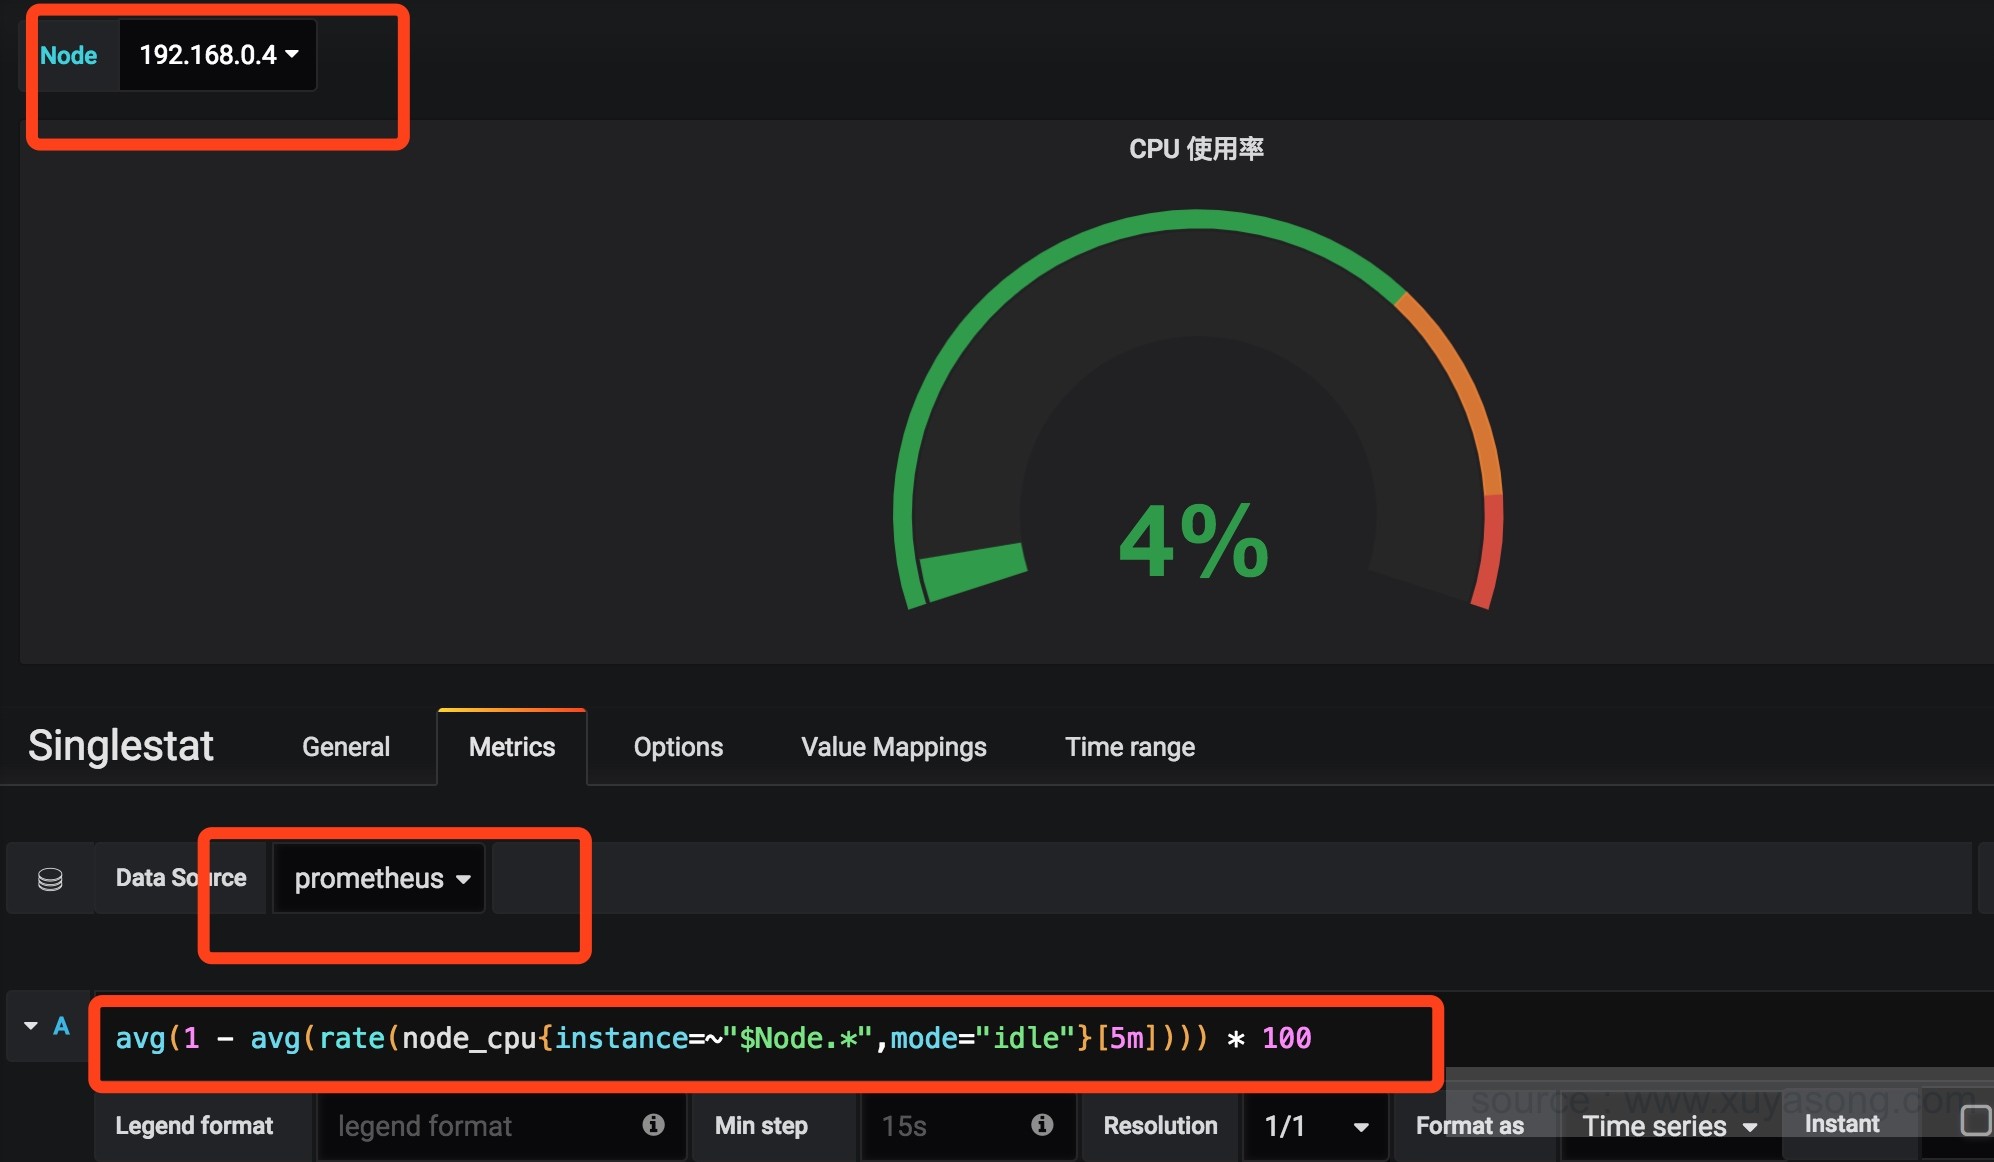 Node 192.168.0.4
CPU 使用率
4%
Singlestat General Metrics Options Value Mappings Time range
Data Source prometheus
A avg(1 - avg(rate(node_cpu{instance=~"$Node.*",mode="idle"}[5m]))) * 100
source : www.xuyasong.com
Legend format legend format Min step 15s Resolution 1/1 Format as Time series Instant